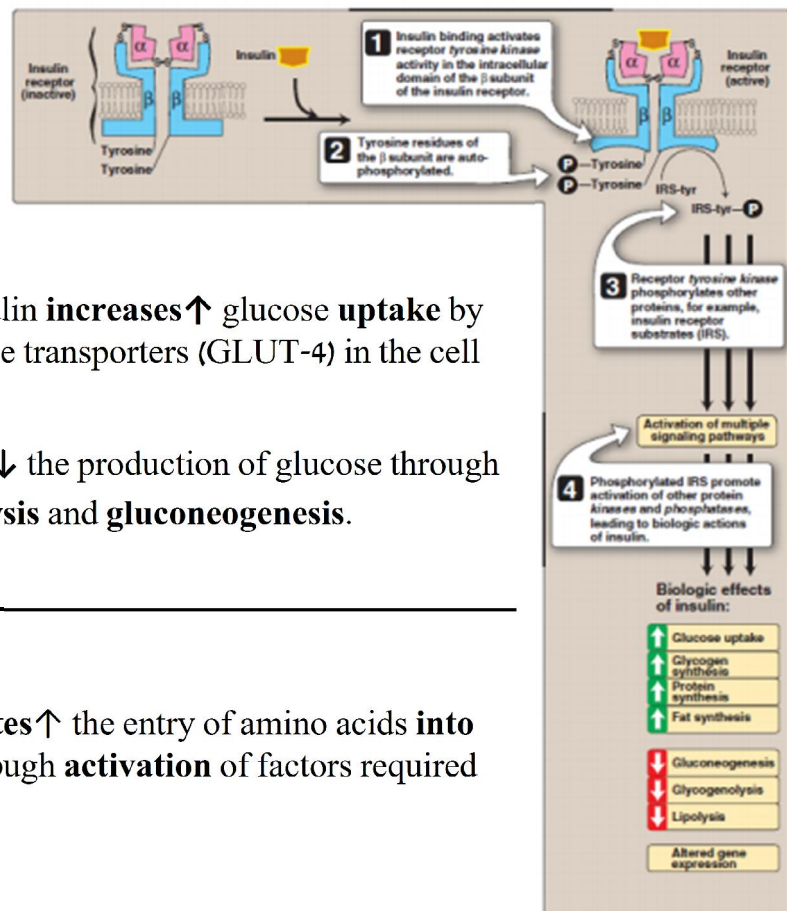 Insulin
receptor
(inactive)
α
α
β
β
Tyrosine
Tyrosine
Insulin
1
Insulin binding activates
receptor tyrosine kinase
activity in the intracellular
domain of the β subunit
of the insulin receptor.
2
Tyrosine residues of
the β subunit are auto-
phosphorylated.
α
α
β
β
Insulin
receptor
(active)
P–Tyrosine
P–Tyrosine
IRS-tyr
IRS-tyr–P
3
Receptor tyrosine kinase
phosphorylates other
proteins, for example,
insulin receptor
substrates (IRS).
Activation of multiple
signaling pathways
4
Phosphorylated IRS promote
activation of other protein
kinases and phosphatases,
leading to biologic actions
of insulin.
Biologic effects
of insulin:
↑ Glucose uptake
↑ Glycogen
synthesis
↑ Protein
synthesis
↑ Fat synthesis
↓ Gluconeogenesis
↓ Glycogenolysis
↓ Lipolysis
Altered gene
expression
lin increases↑ glucose uptake by
e transporters (GLUT-4) in the cell
↓ the production of glucose through
ysis and gluconeogenesis.
tes↑ the entry of amino acids into
ough activation of factors required